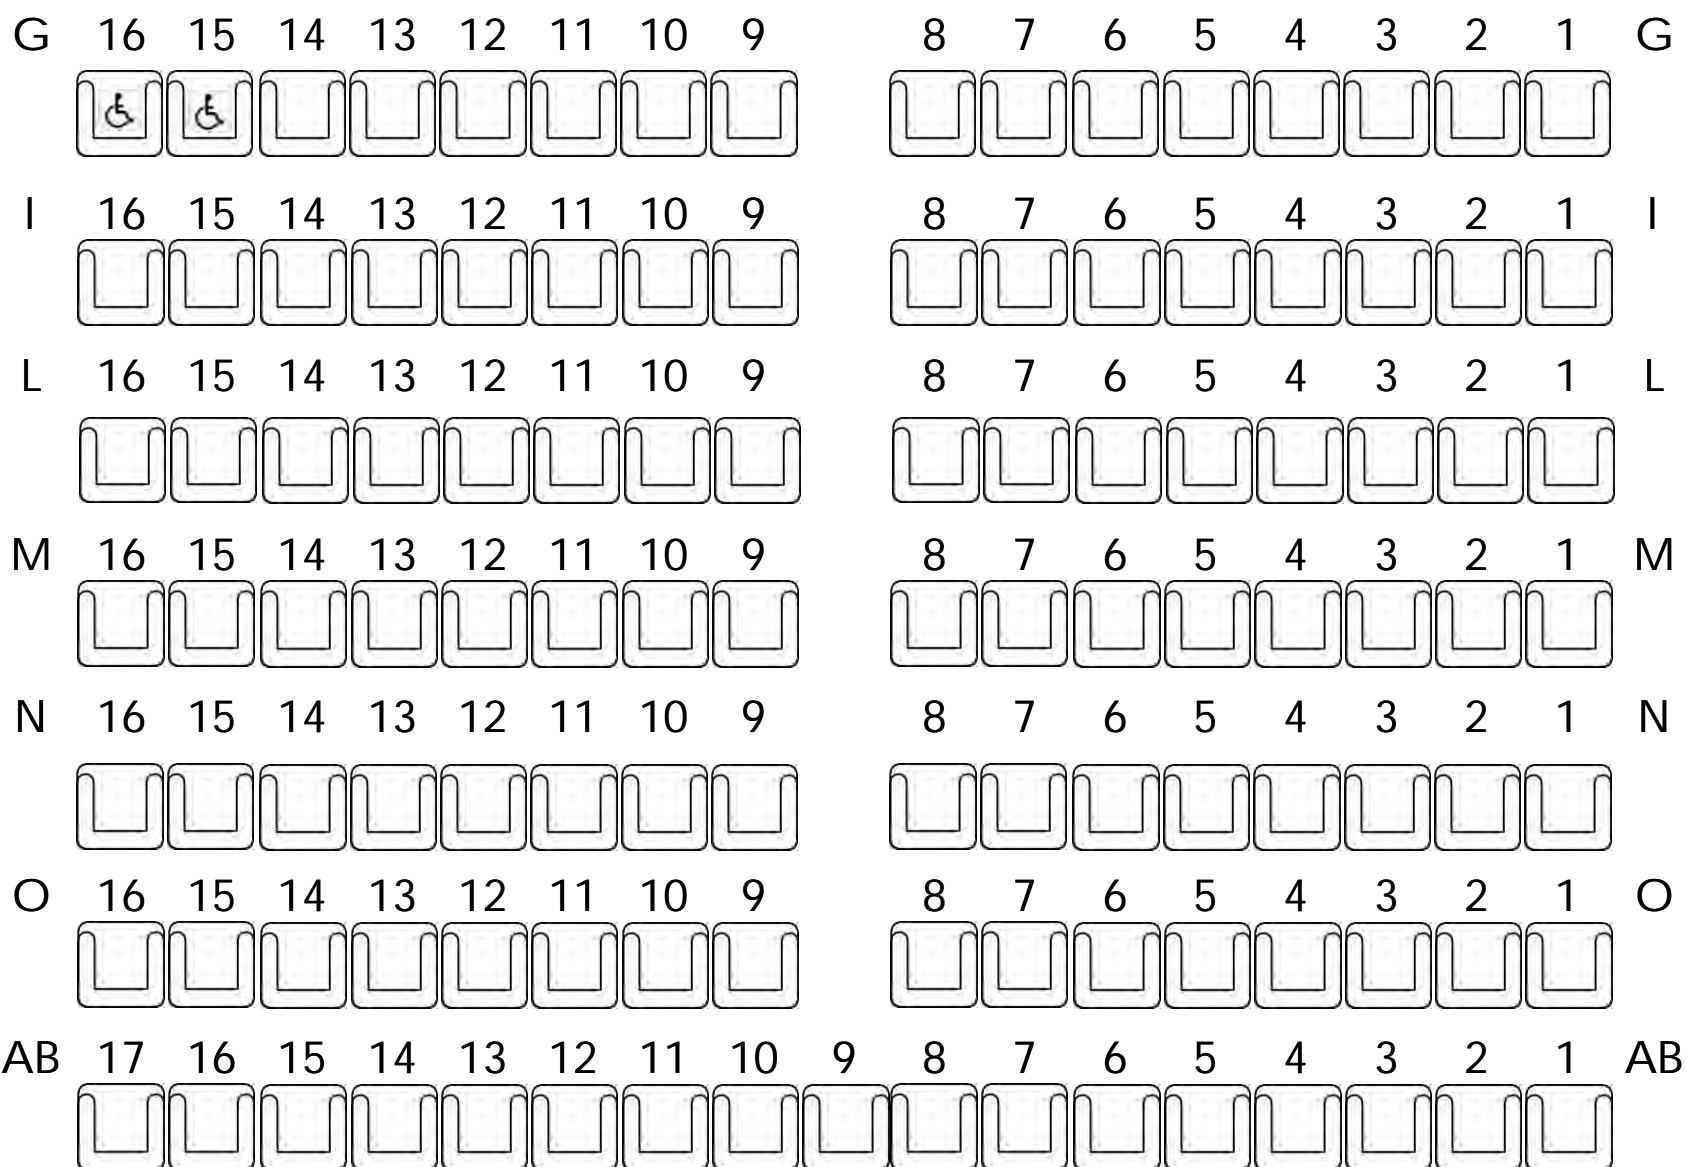 G 16 15 14 13 12 11 10 9 8 7 6 5 4 3 2 1 G
I 16 15 14 13 12 11 10 9 8 7 6 5 4 3 2 1 I
L 16 15 14 13 12 11 10 9 8 7 6 5 4 3 2 1 L
M 16 15 14 13 12 11 10 9 8 7 6 5 4 3 2 1 M
N 16 15 14 13 12 11 10 9 8 7 6 5 4 3 2 1 N
O 16 15 14 13 12 11 10 9 8 7 6 5 4 3 2 1 O
AB 17 16 15 14 13 12 11 10 9 8 7 6 5 4 3 2 1 AB